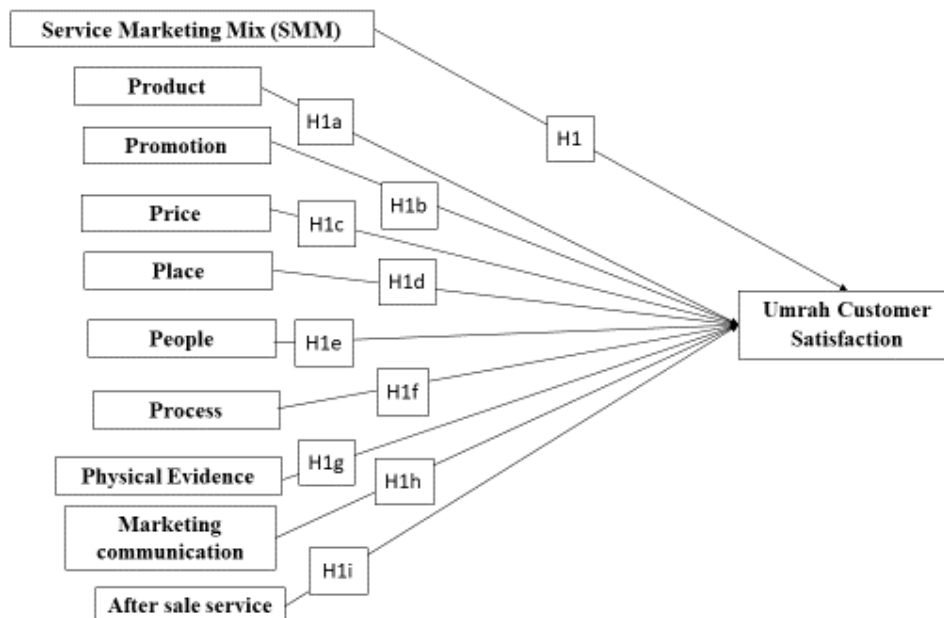 Service Marketing Mix (SMM)
Product
H1a
H1
Promotion
H1b
Price
H1c
Place
H1d
Umrah Customer
Satisfaction
People
H1e
Process
H1f
Physical Evidence
H1g
H1h
Marketing
communication
H1i
After sale service